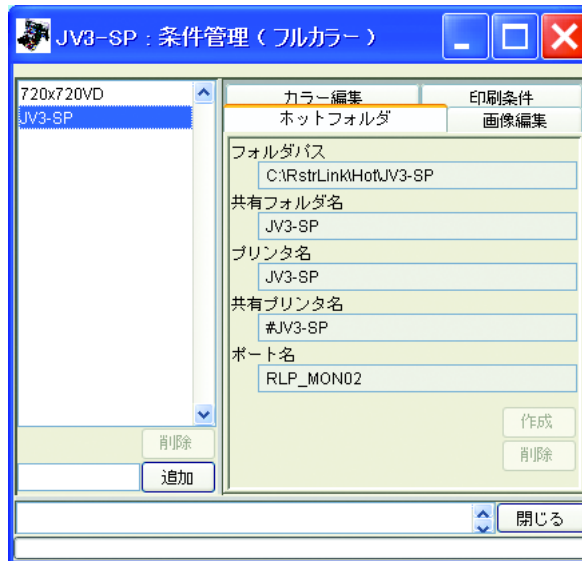 JV3-SP：条件管理（フルカラー）
720x720VD
JV3-SP
カラー編集
印刷条件
ホットフォルダ
画像編集
フォルダパス
C:\RstrLink\Hot\JV3-SP
共有フォルダ名
JV3-SP
プリンタ名
JV3-SP
共有プリンタ名
#JV3-SP
ポート名
RLP_MON02
作成
削除
削除
追加
閉じる